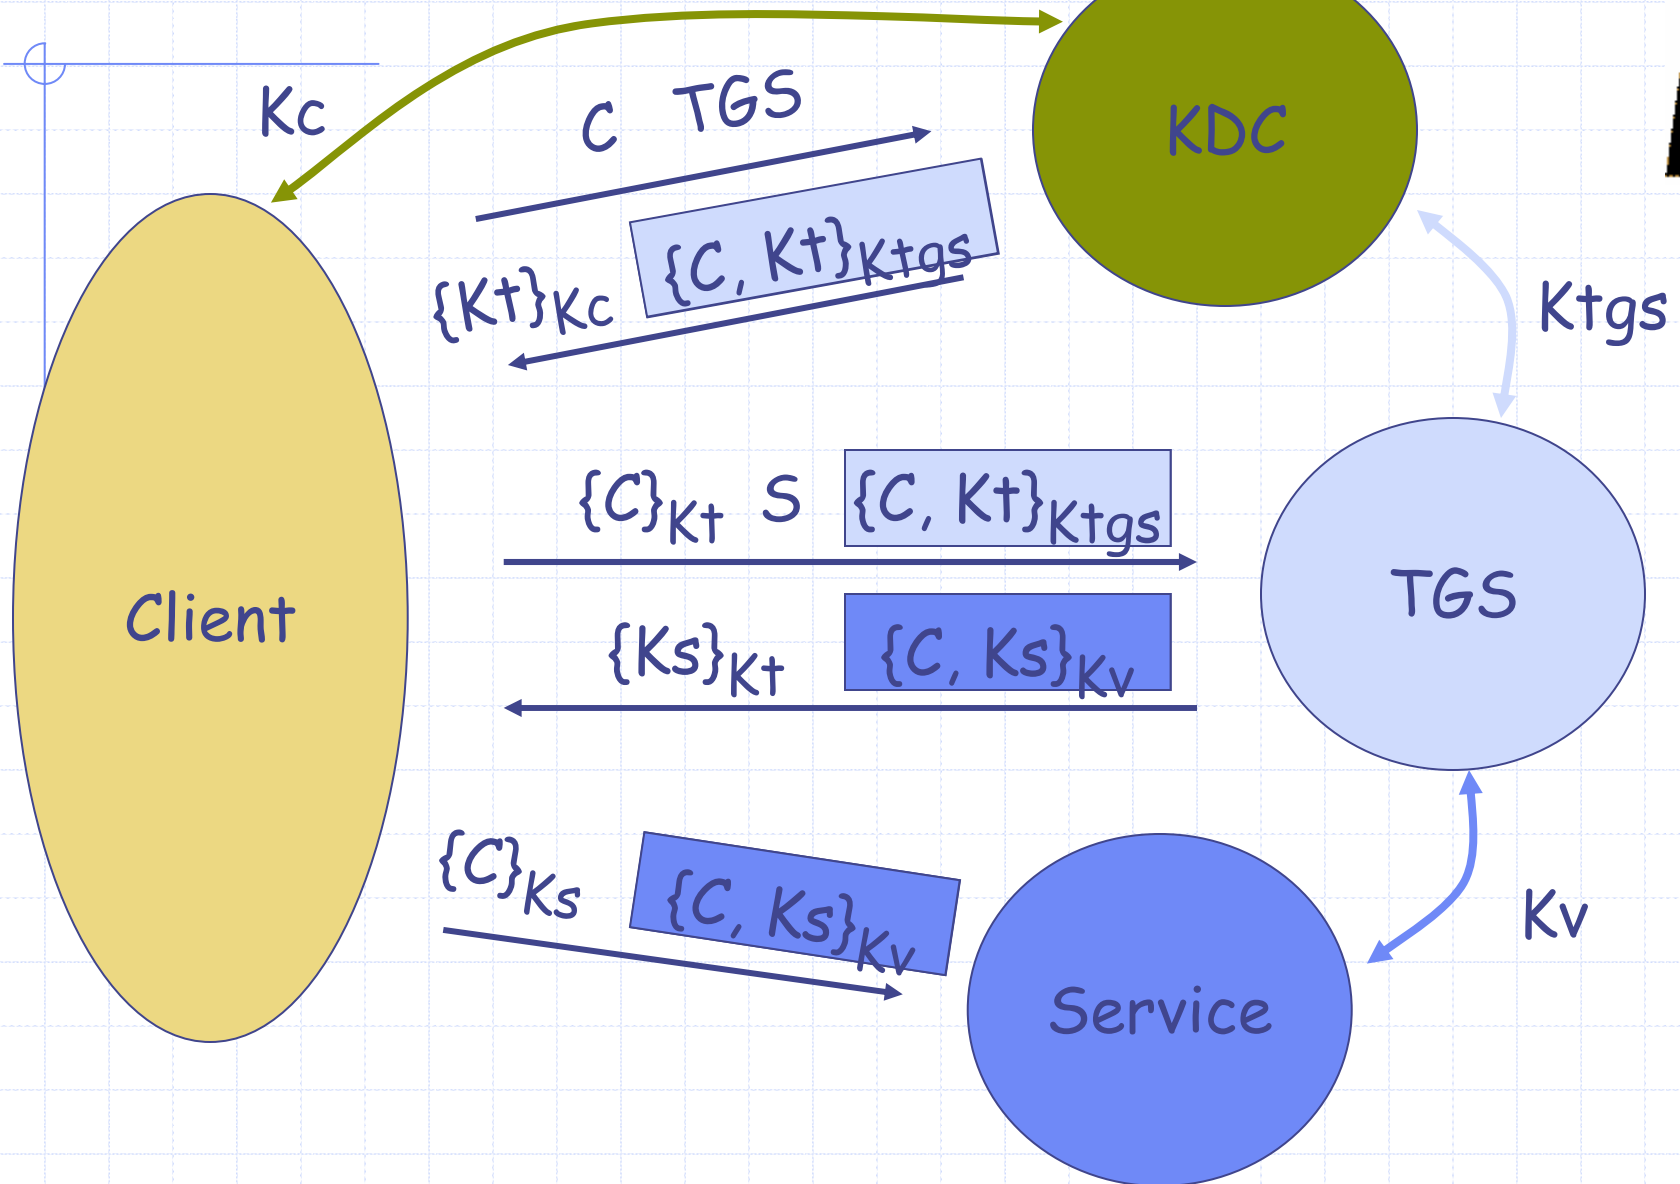 Kc
C TGS
KDC
{Kt}Kc {C, Kt}Ktgs
Ktgs
{C}Kt S {C, Kt}Ktgs
Client
TGS
{Ks}Kt {C, Ks}Kv
{C}Ks {C, Ks}Kv
Kv
Service